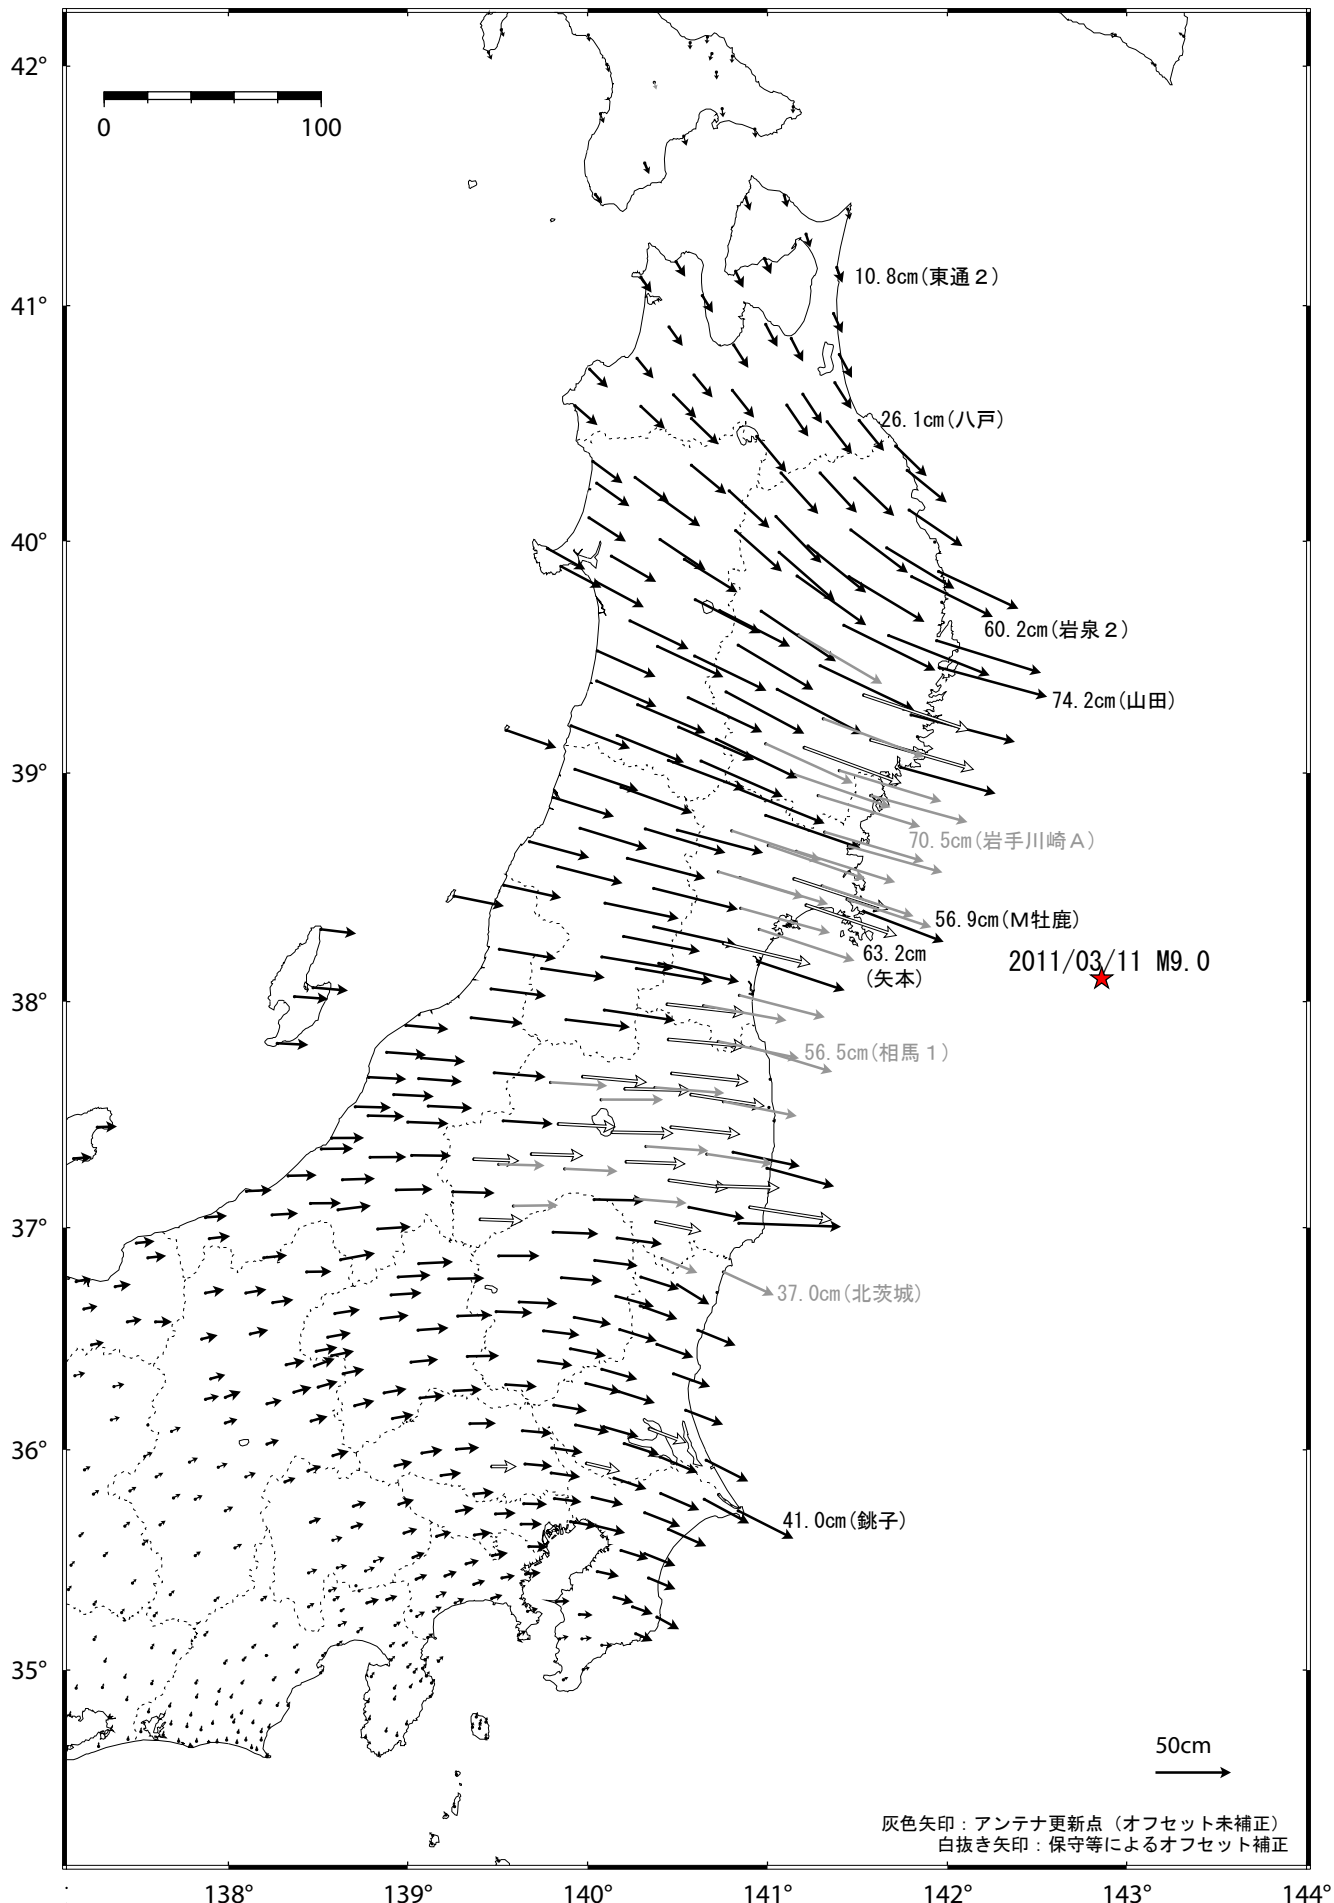 42°
0 100
10.8cm(東通２)
41°
26.1cm(八戸)
40°
60.2cm(岩泉２)
74.2cm(山田)
39°
70.5cm(岩手川崎Ａ)
56.9cm(Ｍ牡鹿)
63.2cm
(矢本)
2011/03/11 M9.0
38°
56.5cm(相馬１)
37°
37.0cm(北茨城)
36°
41.0cm(銚子)
35°
50cm
灰色矢印：アンテナ更新点（オフセット未補正）
白抜き矢印：保守等によるオフセット補正
138° 139° 140° 141° 142° 143° 144°